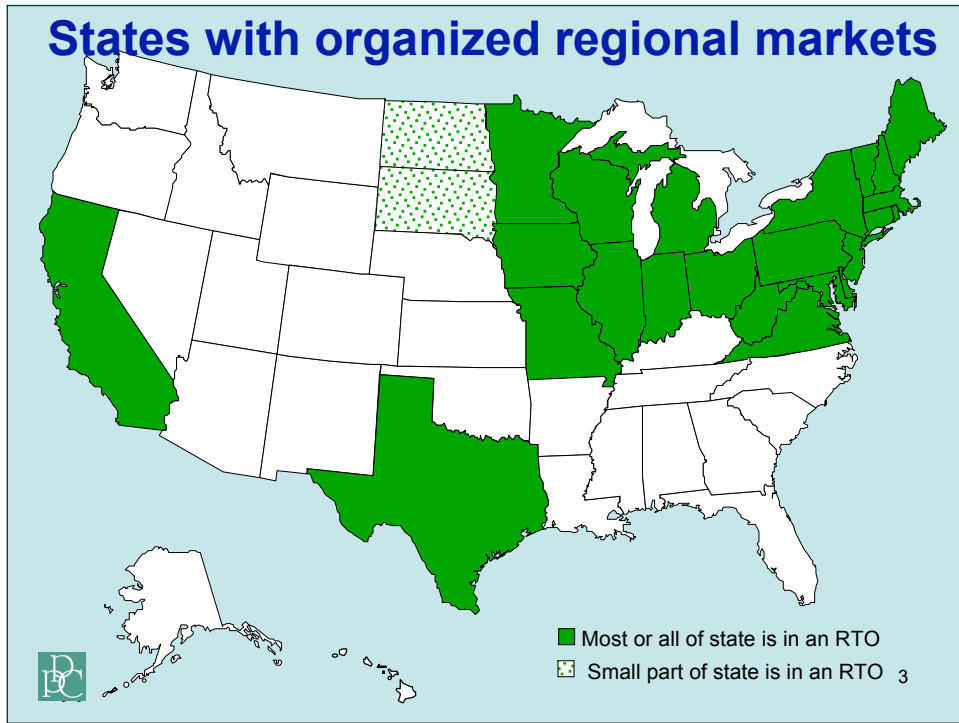 States with organized regional markets
Most or all of state is in an RTO
Small part of state is in an RTO
3
DPC